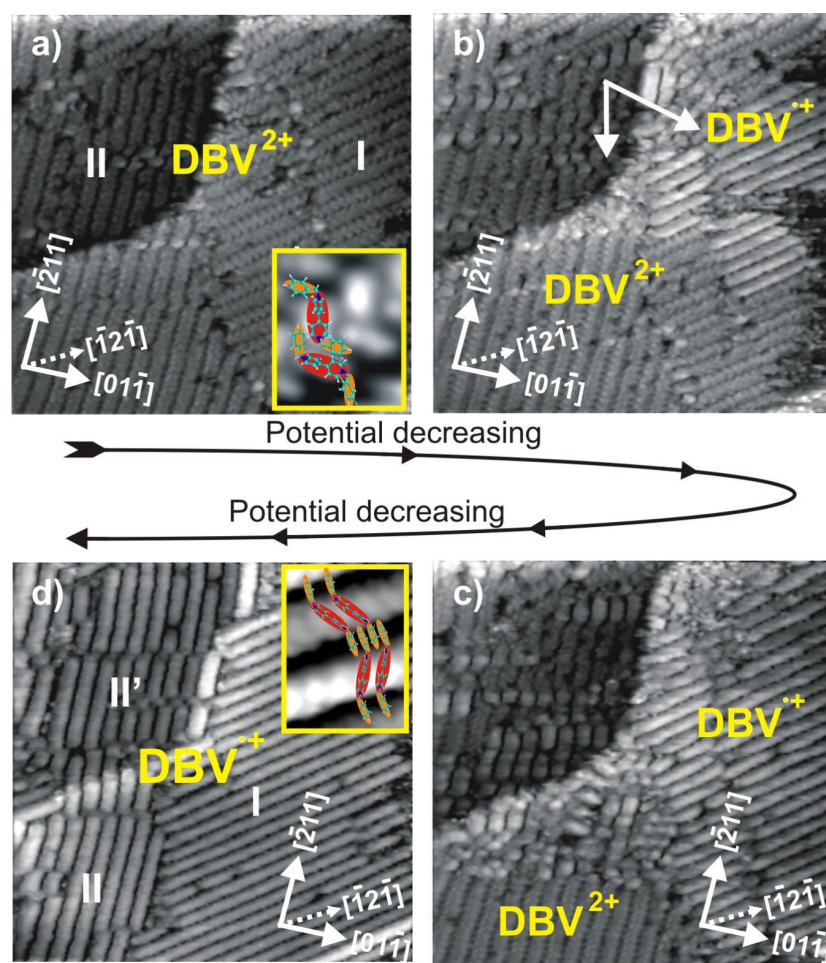 a)
II
DBV²⁺
I
[2̄11]
[1̄21̄]
[011̄]
b)
DBV·⁺
DBV²⁺
[2̄11]
[1̄21̄]
[011̄]
Potential decreasing
Potential decreasing
d)
II'
DBV·⁺
I
II
[2̄11]
[1̄21̄]
[011̄]
c)
DBV·⁺
DBV²⁺
[2̄11]
[1̄21̄]
[011̄]